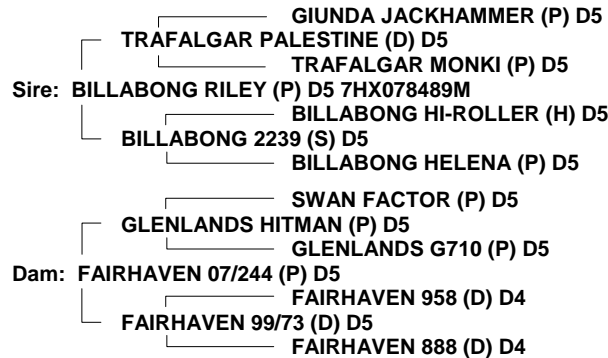 GIUNDA JACKHAMMER (P) D5
TRAFALGAR PALESTINE (D) D5
TRAFALGAR MONKI (P) D5
Sire: BILLABONG RILEY (P) D5 7HX078489M
BILLABONG HI-ROLLER (H) D5
BILLABONG 2239 (S) D5
BILLABONG HELENA (P) D5
SWAN FACTOR (P) D5
GLENLANDS HITMAN (P) D5
GLENLANDS G710 (P) D5
Dam: FAIRHAVEN 07/244 (P) D5
FAIRHAVEN 958 (D) D4
FAIRHAVEN 99/73 (D) D5
FAIRHAVEN 888 (D) D4